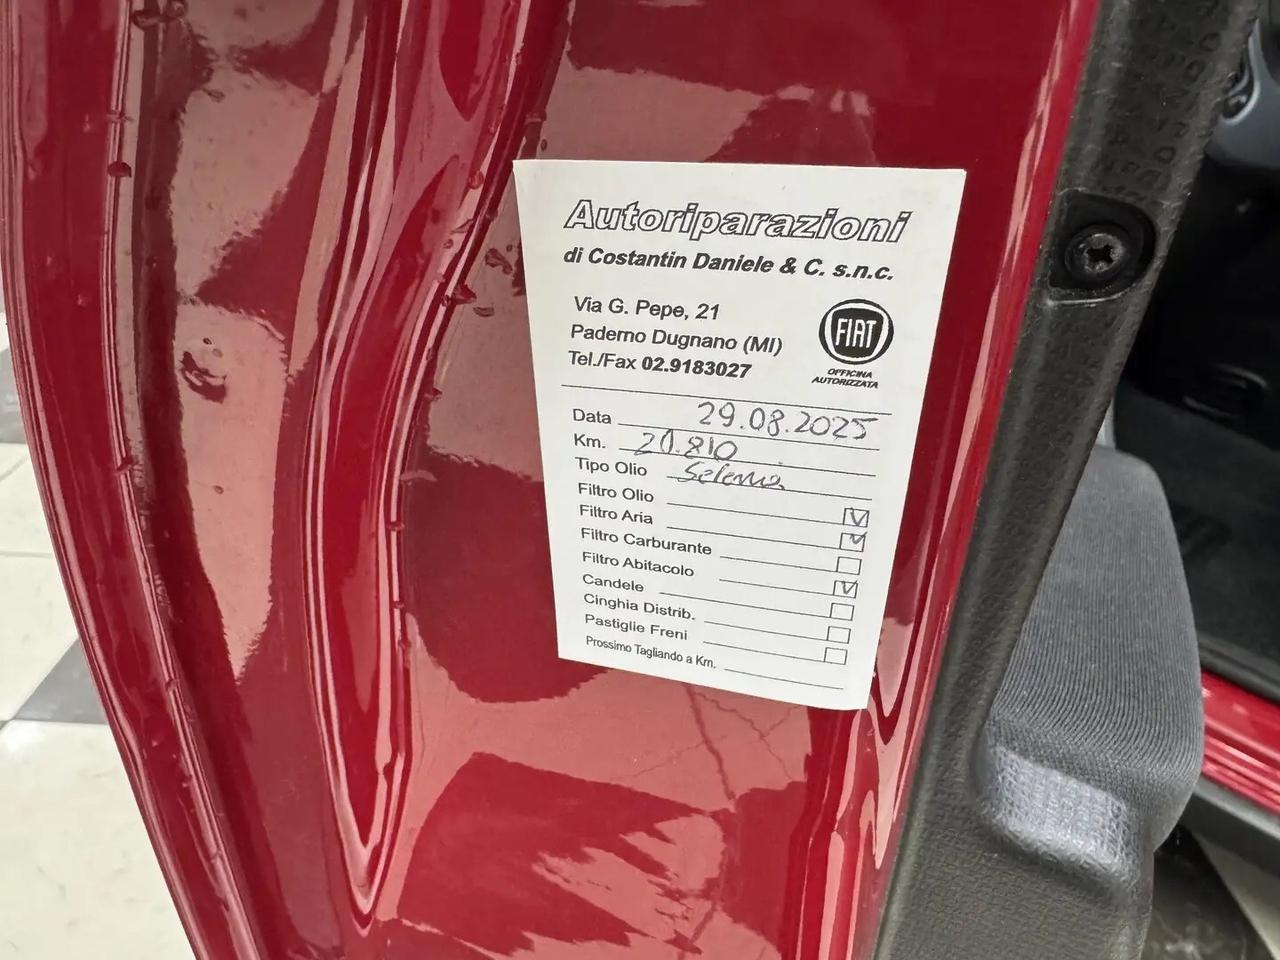 Autoriparazioni
di Costantin Daniele & C. s.n.c.
Via G. Pepe, 21
Paderno Dugnano (MI)
Tel./Fax 02.9183027
FIAT
OFFICINA
AUTORIZZATA
Data 29.08.2025
Km. 20.810
Tipo Olio Selenia
Filtro Olio
Filtro Aria
Filtro Carburante
Filtro Abitacolo
Candele
Cinghia Distrib.
Pastiglie Freni
Prossimo Tagliando a Km.